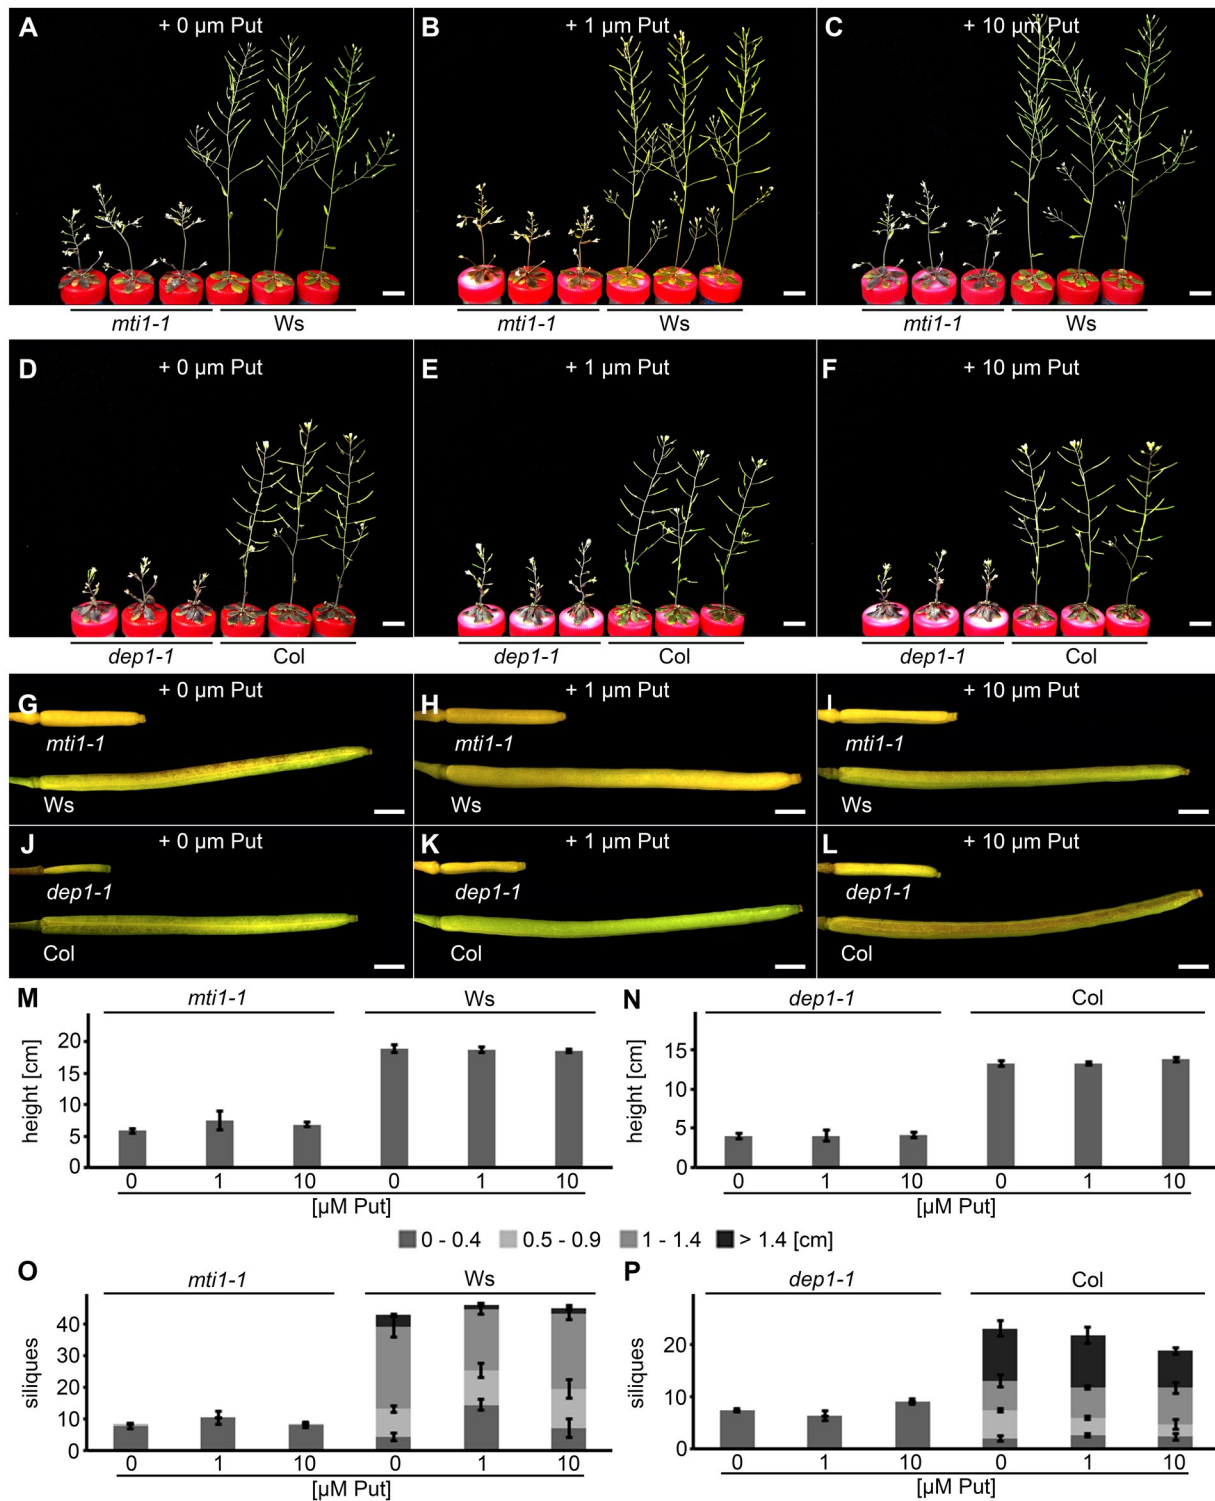 A + 0 µm Put
B + 1 µm Put
C + 10 µm Put
mti1-1 Ws
mti1-1 Ws
mti1-1 Ws
D + 0 µm Put
E + 1 µm Put
F + 10 µm Put
dep1-1 Col
dep1-1 Col
dep1-1 Col
G + 0 µm Put
mti1-1
Ws
H + 1 µm Put
mti1-1
Ws
I + 10 µm Put
mti1-1
Ws
J + 0 µm Put
dep1-1
Col
K + 1 µm Put
dep1-1
Col
L + 10 µm Put
dep1-1
Col
M mti1-1 Ws
height [cm]
20
15
10
5
0
0 1 10 0 1 10
[µM Put]
N dep1-1 Col
height [cm]
15
10
5
0
0 1 10 0 1 10
[µM Put]
0 - 0.4 0.5 - 0.9 1 - 1.4 > 1.4 [cm]
O mti1-1 Ws
siliques
40
30
20
10
0
0 1 10 0 1 10
[µM Put]
P dep1-1 Col
siliques
20
10
0
0 1 10 0 1 10
[µM Put]